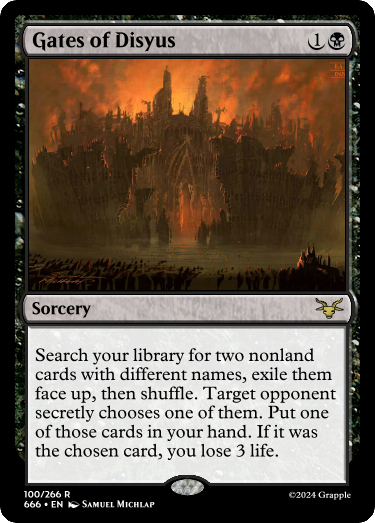 Gates of Disyus 1
Sorcery
Search your library for two nonland
cards with different names, exile them
face up, then shuffle. Target opponent
secretly chooses one of them. Put one
of those cards in your hand. If it was
the chosen card, you lose 3 life.
100/266 R
666 • EN Samuel Michlap
©2024 Grapple